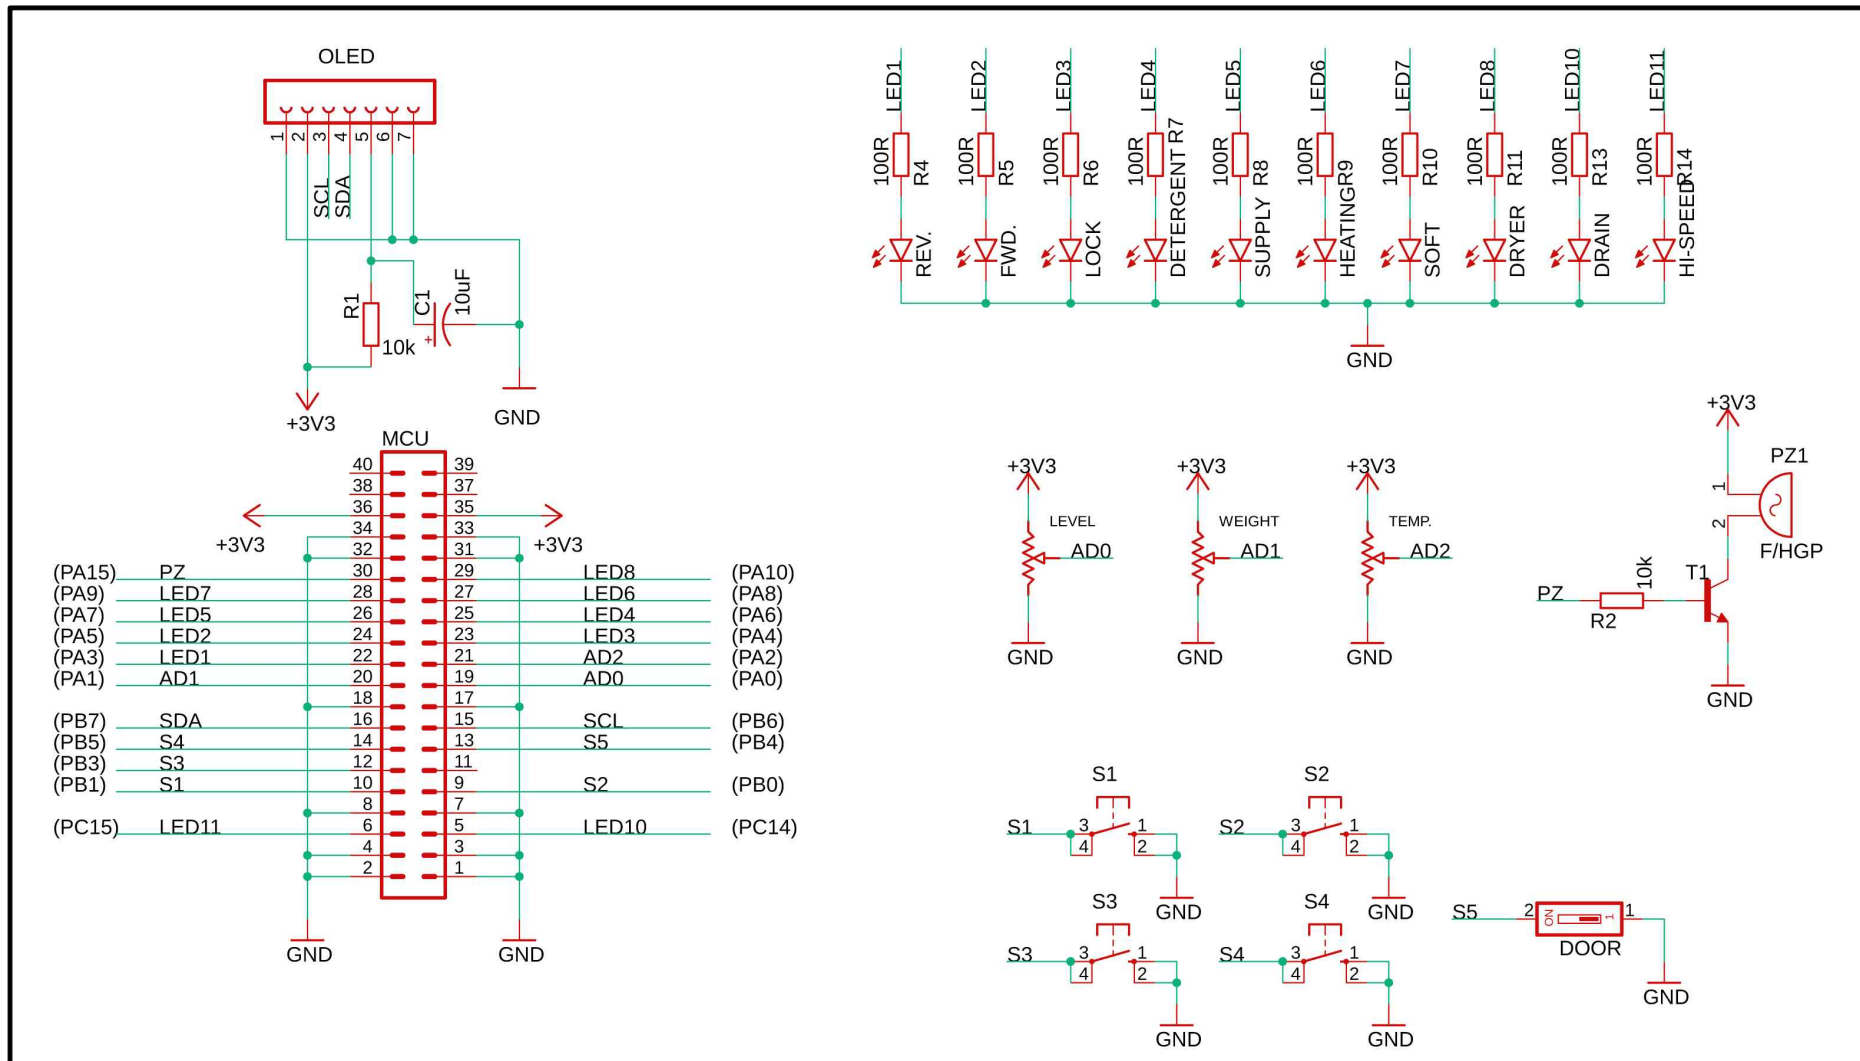 OLED
1 2 3 4 5 6 7
SCL SDA
R1
10k
C1
10uF
+3V3
GND
MCU
40 39
38 37
36 35
34 33
+3V3 +3V3
32 31
(PA15) PZ 30 29 LED8 (PA10)
(PA9) LED7 28 27 LED6 (PA8)
(PA7) LED5 26 25 LED4 (PA6)
(PA5) LED2 24 23 LED3 (PA4)
(PA3) LED1 22 21 AD2 (PA2)
(PA1) AD1 20 19 AD0 (PA0)
18 17
(PB7) SDA 16 15 SCL (PB6)
(PB5) S4 14 13 S5 (PB4)
(PB3) S3 12 11
(PB1) S1 10 9 S2 (PB0)
8 7
(PC15) LED11 6 5 LED10 (PC14)
4 3
2 1
GND GND
LED1 LED2 LED3 LED4 LED5 LED6 LED7 LED8 LED10 LED11
100R 100R 100R 100R 100R 100R 100R 100R 100R 100R
R4 R5 R6 R7 R8 R9 R10 R11 R13 R14
REV. FWD. LOCK DETERGENT SUPPLY HEATING SOFT DRYER DRAIN HI-SPEED
GND
+3V3 +3V3 +3V3
LEVEL WEIGHT TEMP.
AD0 AD1 AD2
GND GND GND
+3V3
PZ1
1
2
F/HGP
T1
10k
PZ
R2
GND
S1 S2
S1 3 1 S2 3 1
4 2 4 2
GND GND
S3 S4
S3 3 1 S4 3 1
4 2 4 2
GND GND
S5 2 ON 1 1
DOOR
GND